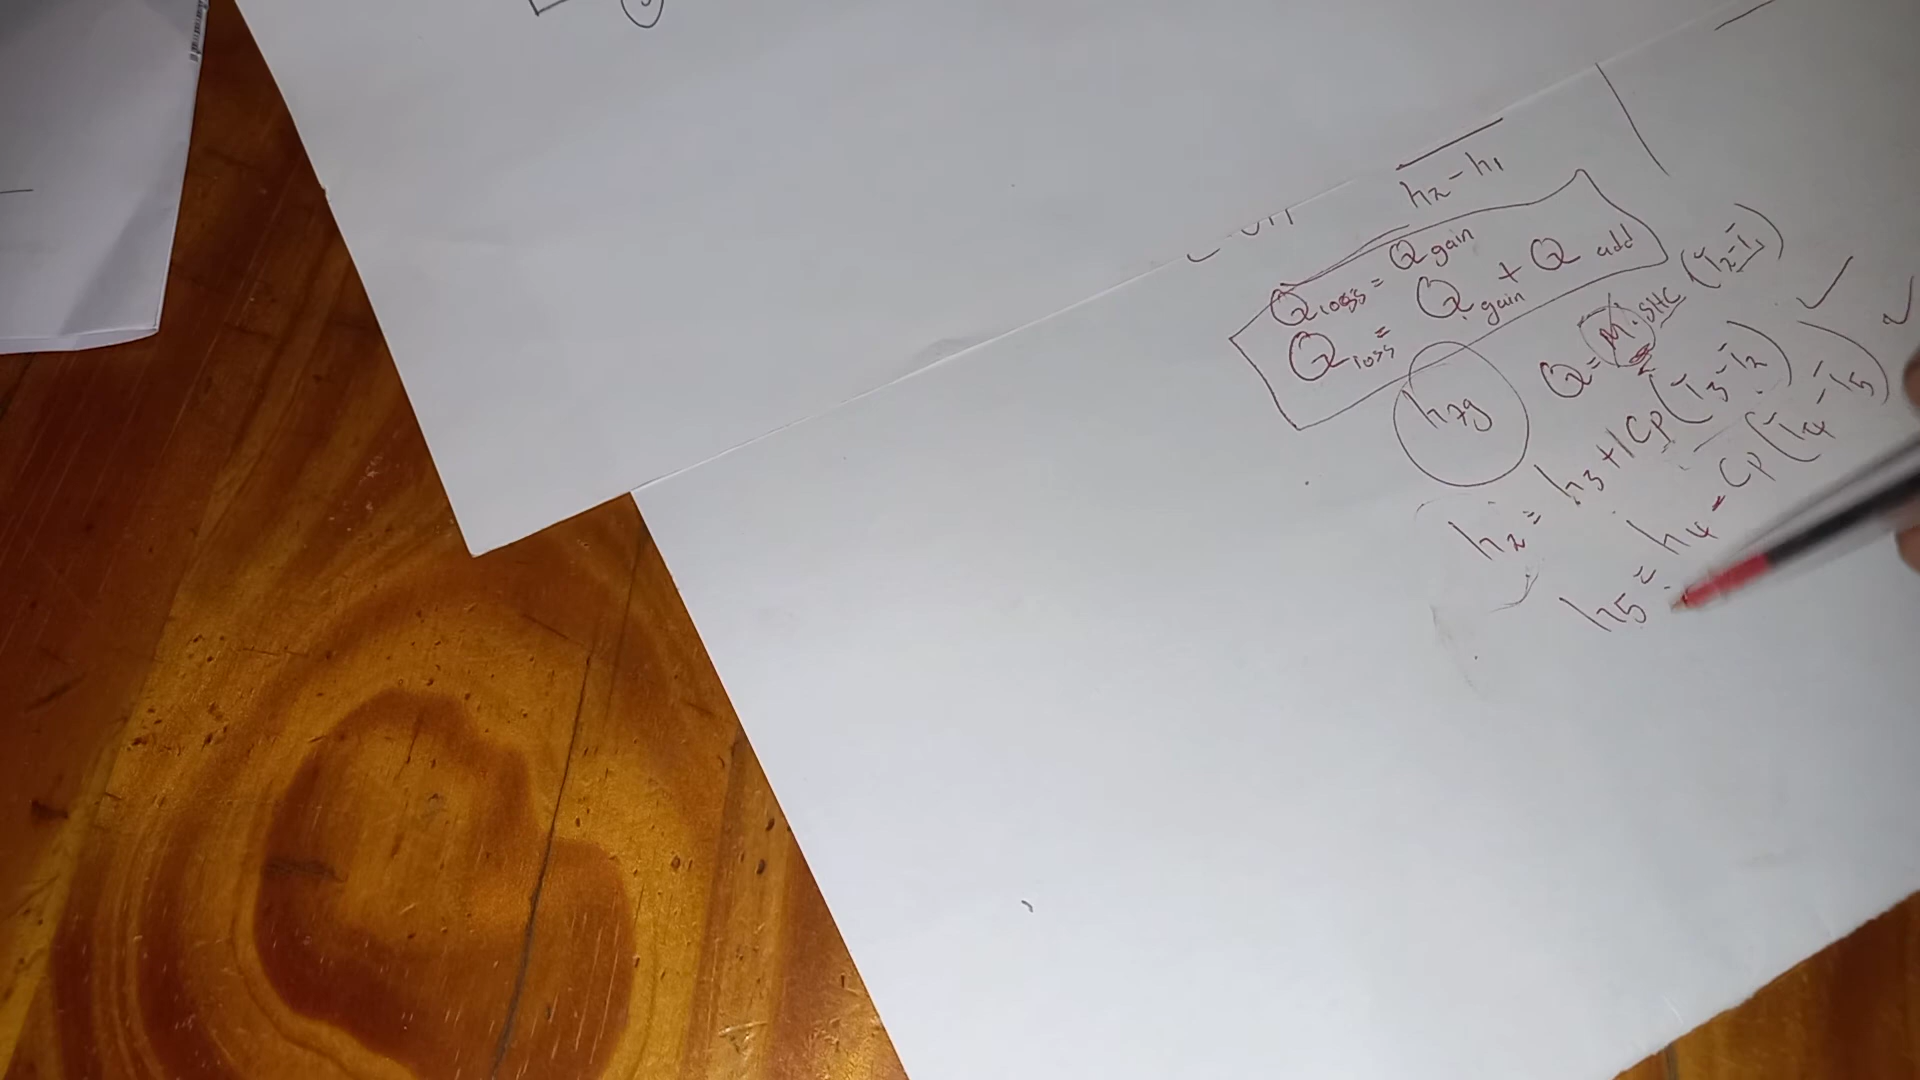 h2 - h1
Qloss = Qgain
Qloss = Qgain + Q add
Q = M. SHC (T2-T1)
h7g
h2 = h3 + Cp (T3-T2)
h5 = h4 - Cp (T4-T5)